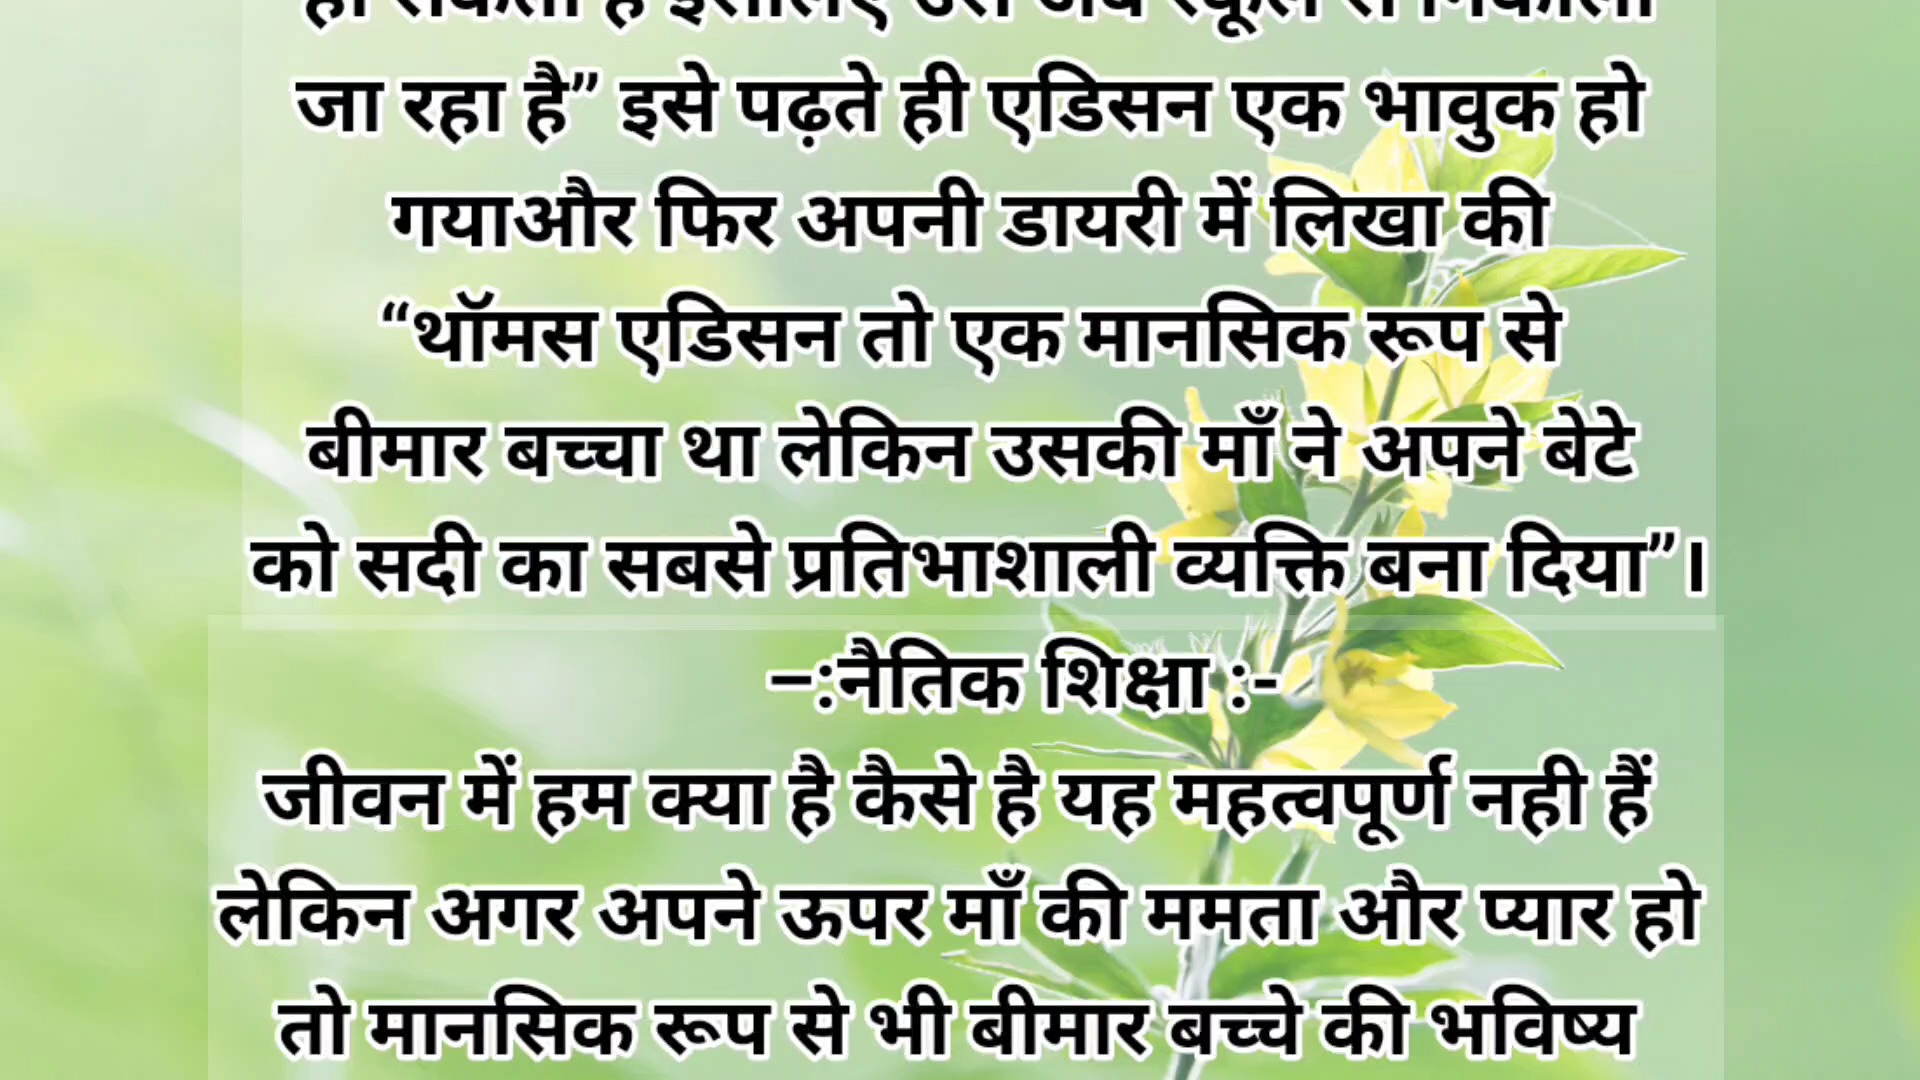 जा रहा है” इसे पढ़ते ही एडिसन एक भावुक हो
गयाऔर फिर अपनी डायरी में लिखा की
“थॉमस एडिसन तो एक मानसिक रूप से
बीमार बच्चा था लेकिन उसकी माँ ने अपने बेटे
को सदी का सबसे प्रतिभाशाली व्यक्ति बना दिया”।
–:नैतिक शिक्षा :-
जीवन में हम क्या है कैसे है यह महत्वपूर्ण नही हैं
लेकिन अगर अपने ऊपर माँ की ममता और प्यार हो
तो मानसिक रूप से भी बीमार बच्चे की भविष्य